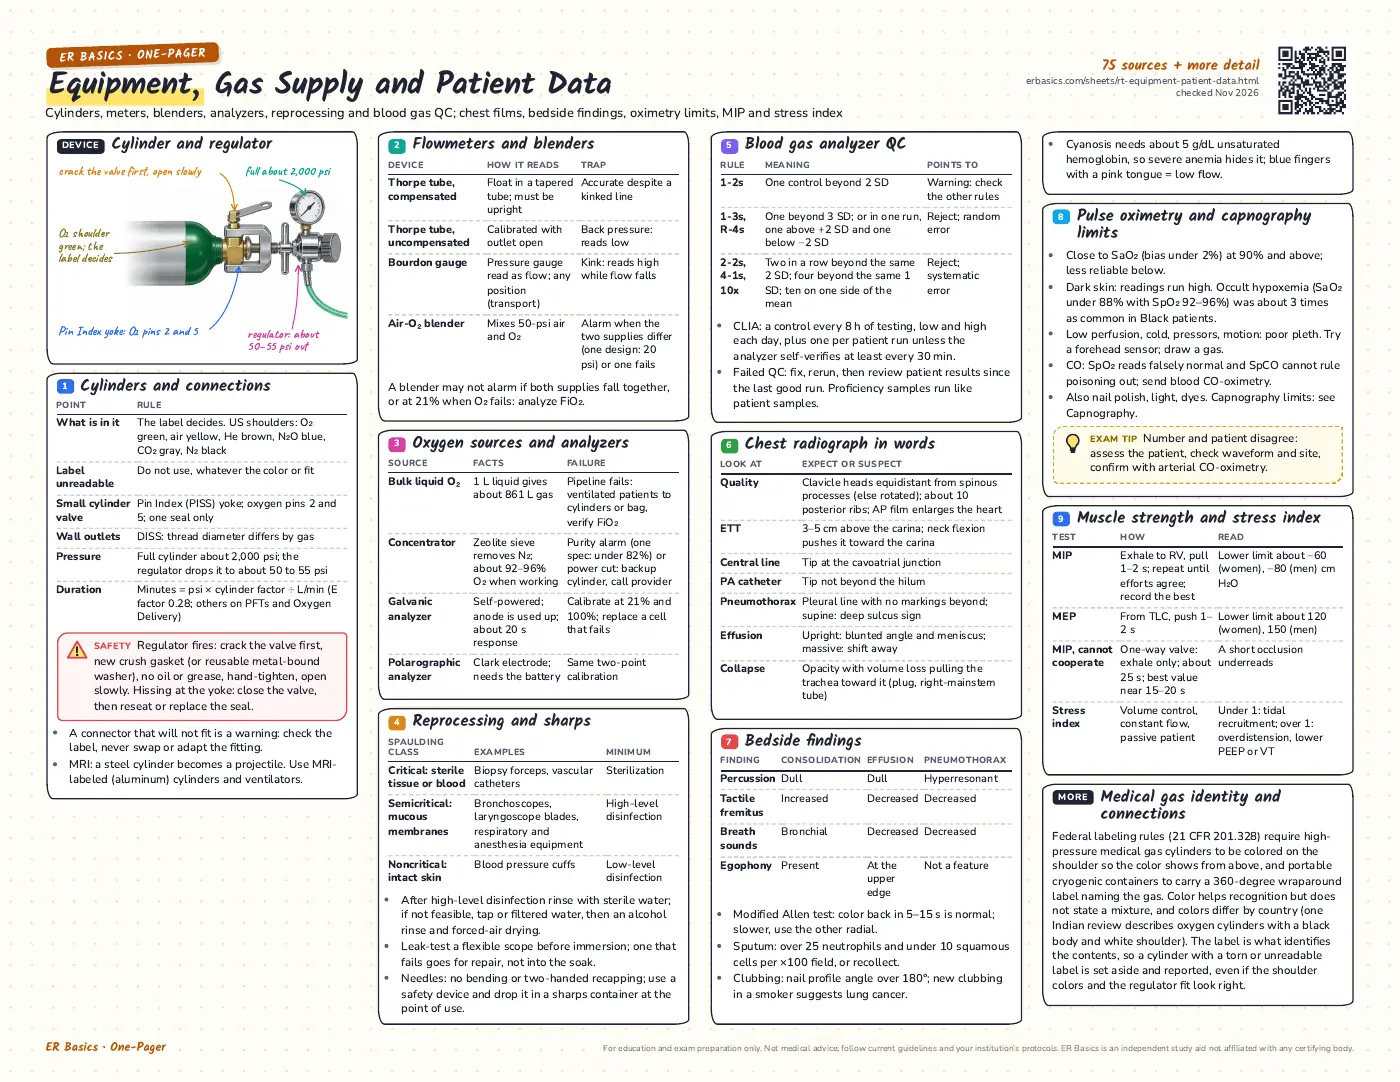 ER BASICS · ONE-PAGER
Equipment, Gas Supply and Patient Data
Cylinders, meters, blenders, analyzers, reprocessing and blood gas QC; chest films, bedside findings, oximetry limits, MIP and stress index
75 sources + more detail
erbasics.com/sheets/rt-equipment-patient-data.html
checked Nov 2026
DEVICE Cylinder and regulator
crack the valve first, open slowly
full about 2,000 psi
O₂ shoulder
green; the
label decides
Pin Index yoke: O₂ pins 2 and 5
regulator: about
50–55 psi out
1 Cylinders and connections
POINT RULE
What is in it The label decides. US shoulders: O₂
green, air yellow, He brown, N₂O blue,
CO₂ gray, N₂ black
Label Do not use, whatever the color or fit
unreadable
Small cylinder Pin Index (PISS) yoke; oxygen pins 2 and
valve 5; one seal only
Wall outlets DISS: thread diameter differs by gas
Pressure Full cylinder about 2,000 psi; the
regulator drops it to about 50 to 55 psi
Duration Minutes = psi × cylinder factor ÷ L/min (E
factor 0.28; others on PFTs and Oxygen
Delivery)
SAFETY Regulator fires: crack the valve first,
new crush gasket (or reusable metal-bound
washer), no oil or grease, hand-tighten, open
slowly. Hissing at the yoke: close the valve,
then reseat or replace the seal.
• A connector that will not fit is a warning: check the
label, never swap or adapt the fitting.
• MRI: a steel cylinder becomes a projectile. Use MRI-
labeled (aluminum) cylinders and ventilators.
2 Flowmeters and blenders
DEVICE HOW IT READS TRAP
Thorpe tube, Float in a tapered Accurate despite a
compensated tube; must be kinked line
upright
Thorpe tube, Calibrated with Back pressure:
uncompensated outlet open reads low
Bourdon gauge Pressure gauge Kink: reads high
read as flow; any while flow falls
position
(transport)
Air-O₂ blender Mixes 50-psi air Alarm when the
and O₂ two supplies differ
(one design: 20
psi) or one fails
A blender may not alarm if both supplies fall together,
or at 21% when O₂ fails: analyze FiO₂.
3 Oxygen sources and analyzers
SOURCE FACTS FAILURE
Bulk liquid O₂ 1 L liquid gives Pipeline fails:
about 861 L gas ventilated patients to
cylinders or bag,
verify FiO₂
Concentrator Zeolite sieve Purity alarm (one
removes N₂; spec: under 82%) or
about 92–96% power cut: backup
O₂ when working cylinder, call provider
Galvanic Self-powered; Calibrate at 21% and
analyzer anode is used up; 100%; replace a cell
about 20 s that fails
response
Polarographic Clark electrode; Same two-point
analyzer needs the battery calibration
4 Reprocessing and sharps
SPAULDING
CLASS EXAMPLES MINIMUM
Critical: sterile Biopsy forceps, vascular Sterilization
tissue or blood catheters
Semicritical: Bronchoscopes, High-level
mucous laryngoscope blades, disinfection
membranes respiratory and
anesthesia equipment
Noncritical: Blood pressure cuffs Low-level
intact skin disinfection
• After high-level disinfection rinse with sterile water;
if not feasible, tap or filtered water, then an alcohol
rinse and forced-air drying.
• Leak-test a flexible scope before immersion; one that
fails goes for repair, not into the soak.
• Needles: no bending or two-handed recapping; use a
safety device and drop it in a sharps container at the
point of use.
5 Blood gas analyzer QC
RULE MEANING POINTS TO
1-2s One control beyond 2 SD Warning: check
the other rules
1-3s, One beyond 3 SD; or in one run, Reject; random
R-4s one above +2 SD and one error
below −2 SD
2-2s, Two in a row beyond the same Reject;
4-1s, 2 SD; four beyond the same 1 systematic
10x SD; ten on one side of the error
mean
• CLIA: a control every 8 h of testing, low and high
each day, plus one per patient run unless the
analyzer self-verifies at least every 30 min.
• Failed QC: fix, rerun, then review patient results since
the last good run. Proficiency samples run like
patient samples.
6 Chest radiograph in words
LOOK AT EXPECT OR SUSPECT
Quality Clavicle heads equidistant from spinous
processes (else rotated); about 10
posterior ribs; AP film enlarges the heart
ETT 3–5 cm above the carina; neck flexion
pushes it toward the carina
Central line Tip at the cavoatrial junction
PA catheter Tip not beyond the hilum
Pneumothorax Pleural line with no markings beyond;
supine: deep sulcus sign
Effusion Upright: blunted angle and meniscus;
massive: shift away
Collapse Opacity with volume loss pulling the
trachea toward it (plug, right-mainstem
tube)
7 Bedside findings
FINDING CONSOLIDATION EFFUSION PNEUMOTHORAX
Percussion Dull Dull Hyperresonant
Tactile Increased Decreased Decreased
fremitus
Breath Bronchial Decreased Decreased
sounds
Egophony Present At the Not a feature
upper
edge
• Modified Allen test: color back in 5–15 s is normal;
slower, use the other radial.
• Sputum: over 25 neutrophils and under 10 squamous
cells per ×100 field, or recollect.
• Clubbing: nail profile angle over 180°; new clubbing
in a smoker suggests lung cancer.
• Cyanosis needs about 5 g/dL unsaturated
hemoglobin, so severe anemia hides it; blue fingers
with a pink tongue = low flow.
8 Pulse oximetry and capnography
limits
• Close to SaO₂ (bias under 2%) at 90% and above;
less reliable below.
• Dark skin: readings run high. Occult hypoxemia (SaO₂
under 88% with SpO₂ 92–96%) was about 3 times
as common in Black patients.
• Low perfusion, cold, pressors, motion: poor pleth. Try
a forehead sensor; draw a gas.
• CO: SpO₂ reads falsely normal and SpCO cannot rule
poisoning out; send blood CO-oximetry.
• Also nail polish, light, dyes. Capnography limits: see
Capnography.
EXAM TIP Number and patient disagree:
assess the patient, check waveform and site,
confirm with arterial CO-oximetry.
9 Muscle strength and stress index
TEST HOW READ
MIP Exhale to RV, pull Lower limit about −60
1–2 s; repeat until (women), −80 (men) cm
efforts agree; H₂O
record the best
MEP From TLC, push 1– Lower limit about 120
2 s (women), 150 (men)
MIP, cannot One-way valve: A short occlusion
cooperate exhale only; about underreads
25 s; best value
near 15–20 s
Stress Volume control, Under 1: tidal
index constant flow, recruitment; over 1:
passive patient overdistension, lower
PEEP or VT
MORE Medical gas identity and
connections
Federal labeling rules (21 CFR 201.328) require high-
pressure medical gas cylinders to be colored on the
shoulder so the color shows from above, and portable
cryogenic containers to carry a 360-degree wraparound
label naming the gas. Color helps recognition but does
not state a mixture, and colors differ by country (one
Indian review describes oxygen cylinders with a black
body and white shoulder). The label is what identifies
the contents, so a cylinder with a torn or unreadable
label is set aside and reported, even if the shoulder
colors and the regulator fit look right.
ER Basics · One-Pager
For education and exam preparation only. Not medical advice; follow current guidelines and your institution's protocols. ER Basics is an independent study aid not affiliated with any certifying body.